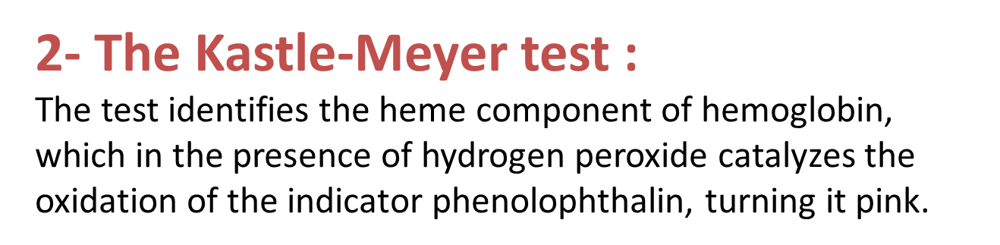 2- The Kastle-Meyer test :
The test identifies the heme component of hemoglobin,
which in the presence of hydrogen peroxide catalyzes the
oxidation of the indicator phenolophthalin, turning it pink.